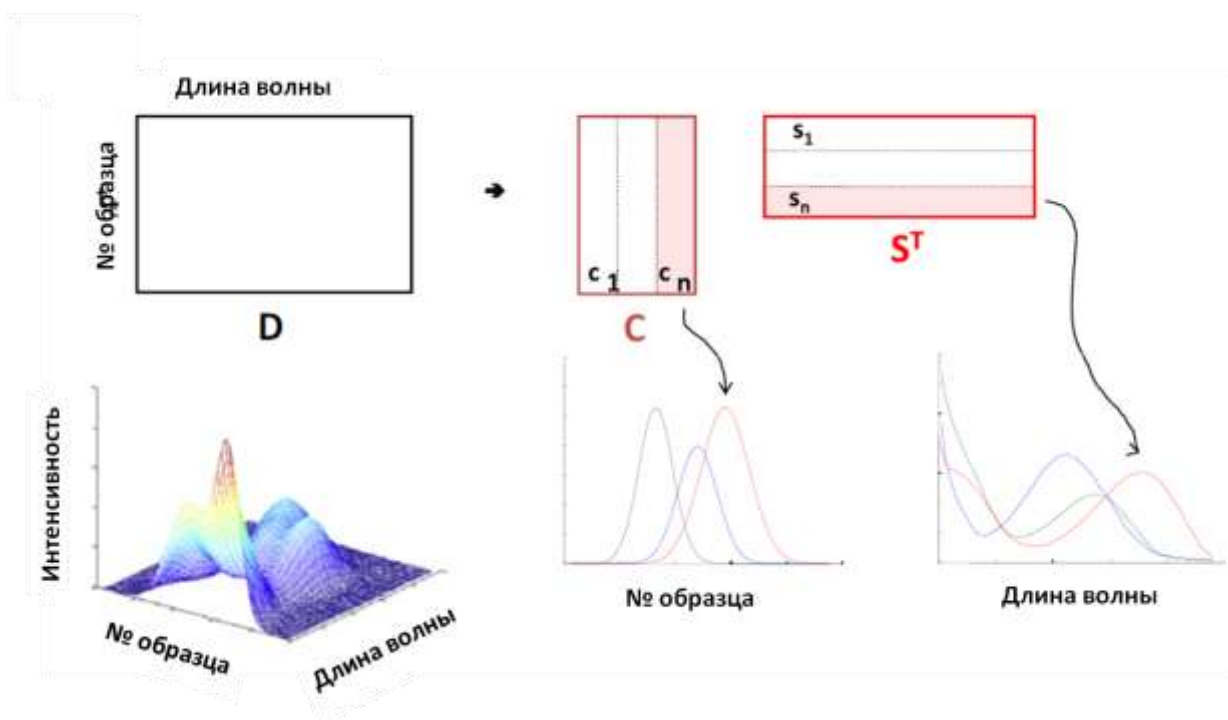 Длина волны
№ образца
D
➔
c 1
c n
C
s1
sn
Sᵀ
Интенсивность
№ образца
Длина волны
№ образца
Длина волны